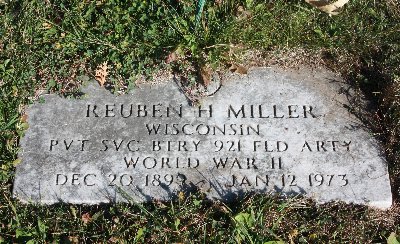 REUBEN H MILLER
WISCONSIN
PVT SVC BTRY 921 FLD ARTY
WORLD WAR II
DEC 20 JAN 12 1973